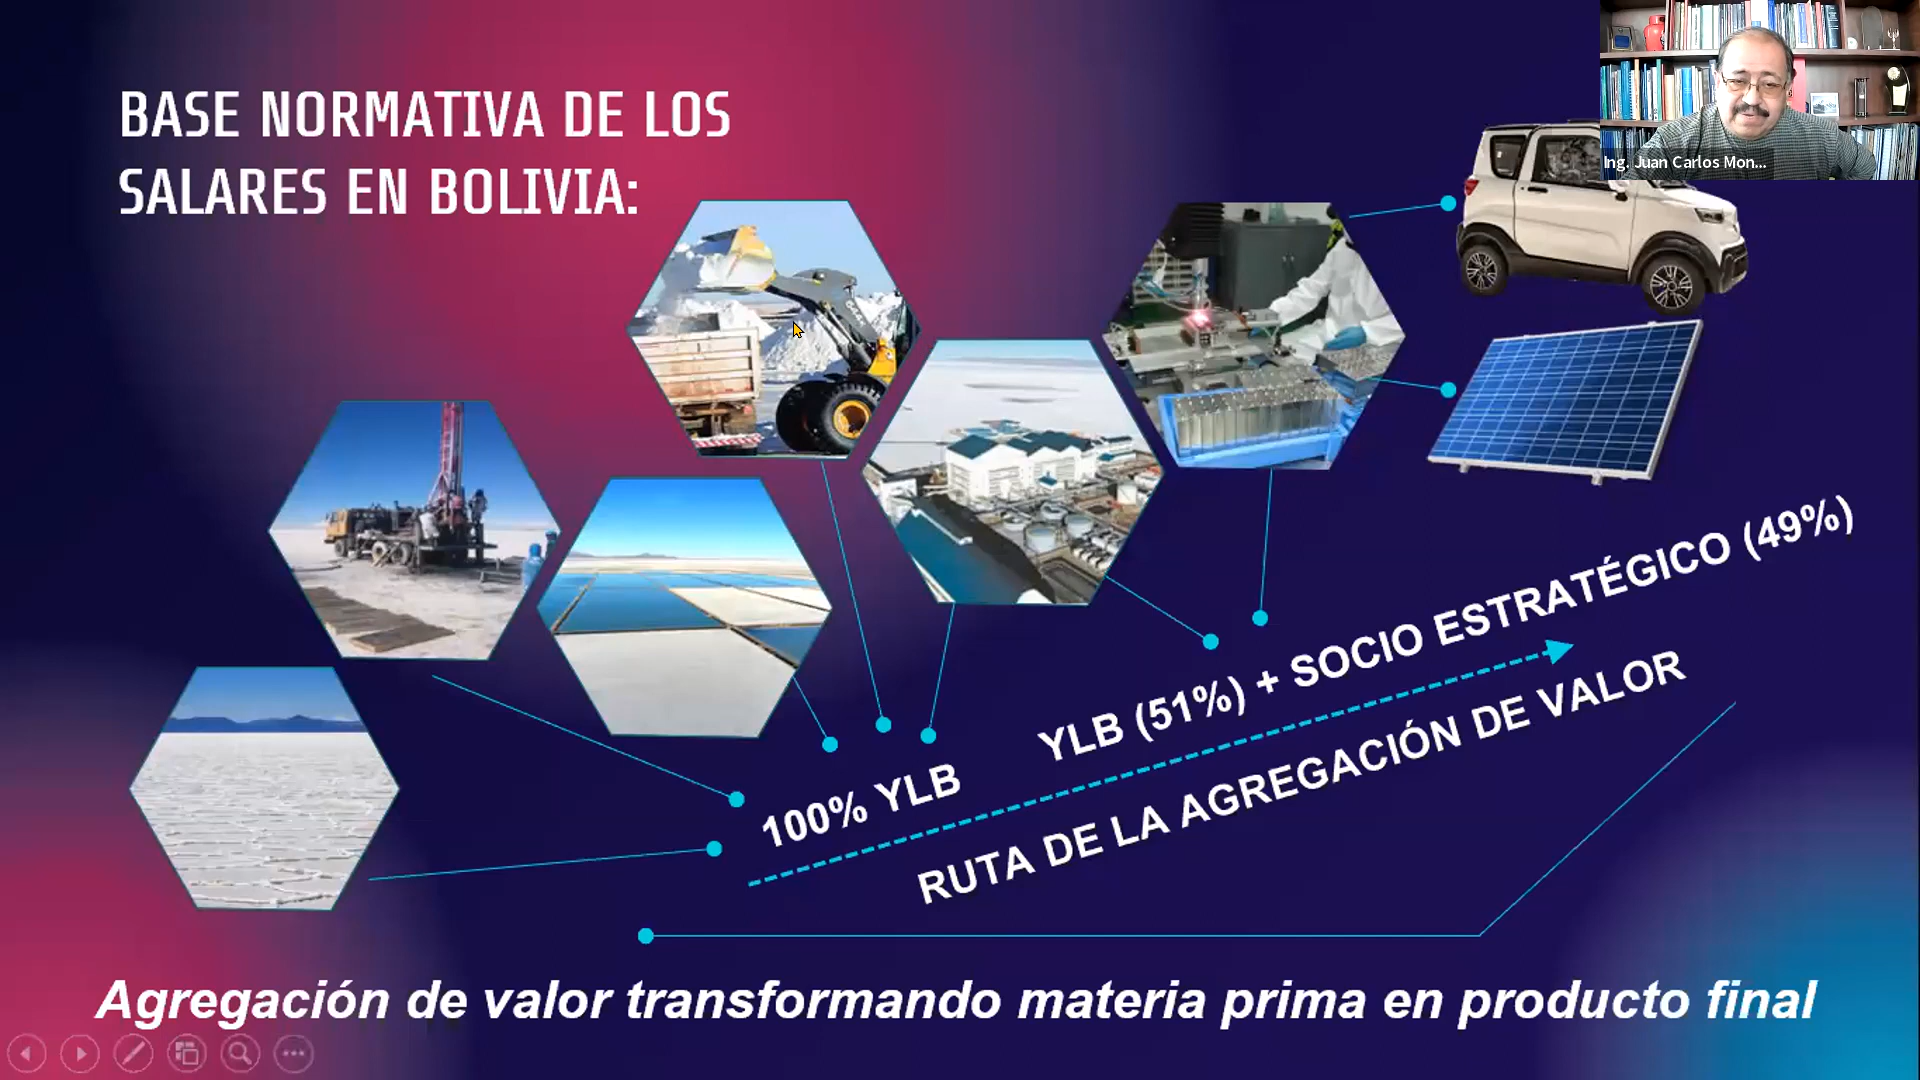 BASE NORMATIVA DE LOS
SALARES EN BOLIVIA:
Ing. Juan Carlos Mon...
YLB (51%) + SOCIO ESTRATÉGICO (49%)
100% YLB
RUTA DE LA AGREGACIÓN DE VALOR
Agregación de valor transformando materia prima en producto final